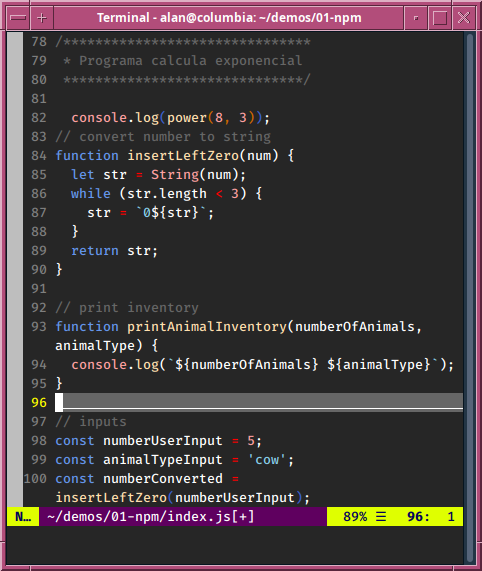 Terminal - alan@columbia: ~/demos/01-npm
78 /*******************************
79  * Programa calcula exponencial
80  ******************************/
81
82   console.log(power(8, 3));
83 // convert number to string
84 function insertLeftZero(num) {
85   let str = String(num);
86   while (str.length < 3) {
87     str = `0${str}`;
88   }
89   return str;
90 }
91
92 // print inventory
93 function printAnimalInventory(numberOfAnimals,
animalType) {
94   console.log(`${numberOfAnimals} ${animalType}`);
95 }
96
97 // inputs
98 const numberUserInput = 5;
99 const animalTypeInput = 'cow';
100 const numberConverted =
insertLeftZero(numberUserInput);
N… ~/demos/01-npm/index.js[+] 89% ☰ 96: 1